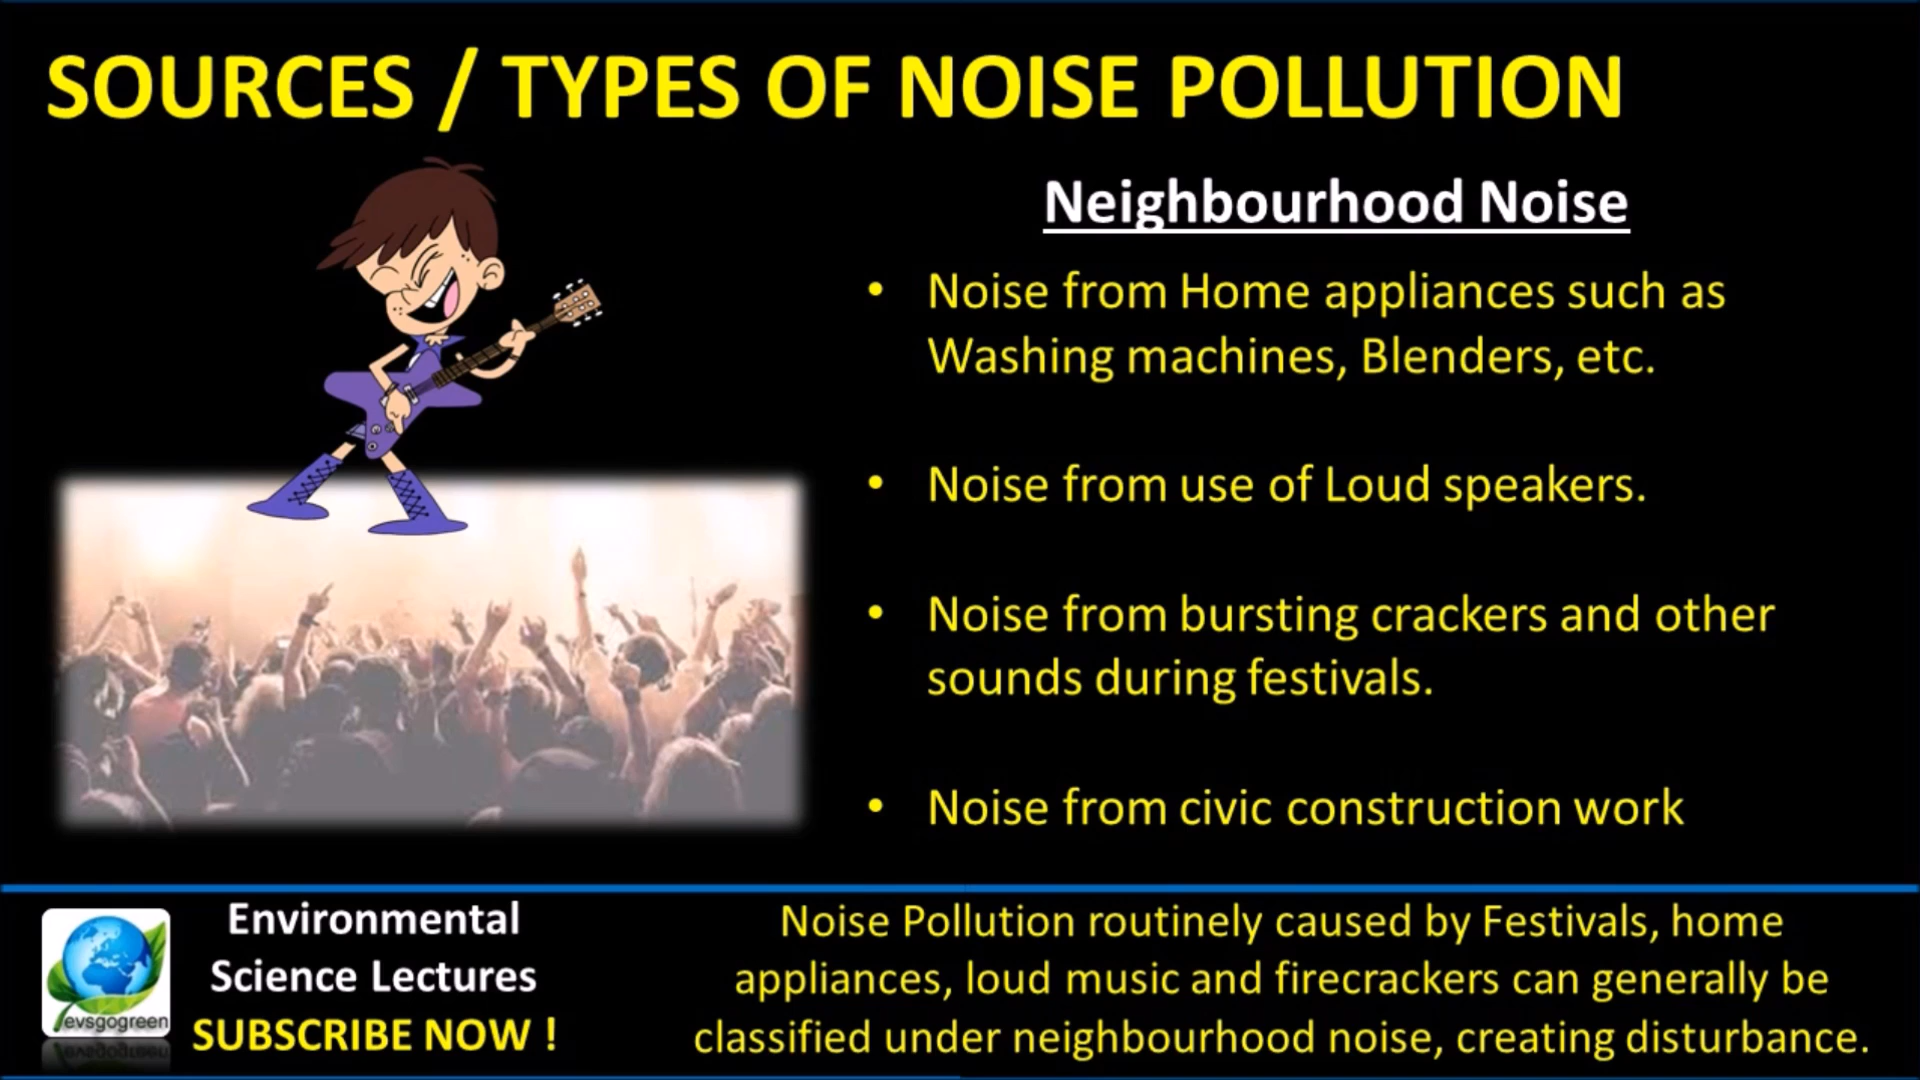 SOURCES / TYPES OF NOISE POLLUTION
Neighbourhood Noise
• Noise from Home appliances such as
Washing machines, Blenders, etc.
• Noise from use of Loud speakers.
• Noise from bursting crackers and other
sounds during festivals.
• Noise from civic construction work
Environmental
Science Lectures
SUBSCRIBE NOW !
evsgogreen
Noise Pollution routinely caused by Festivals, home
appliances, loud music and firecrackers can generally be
classified under neighbourhood noise, creating disturbance.